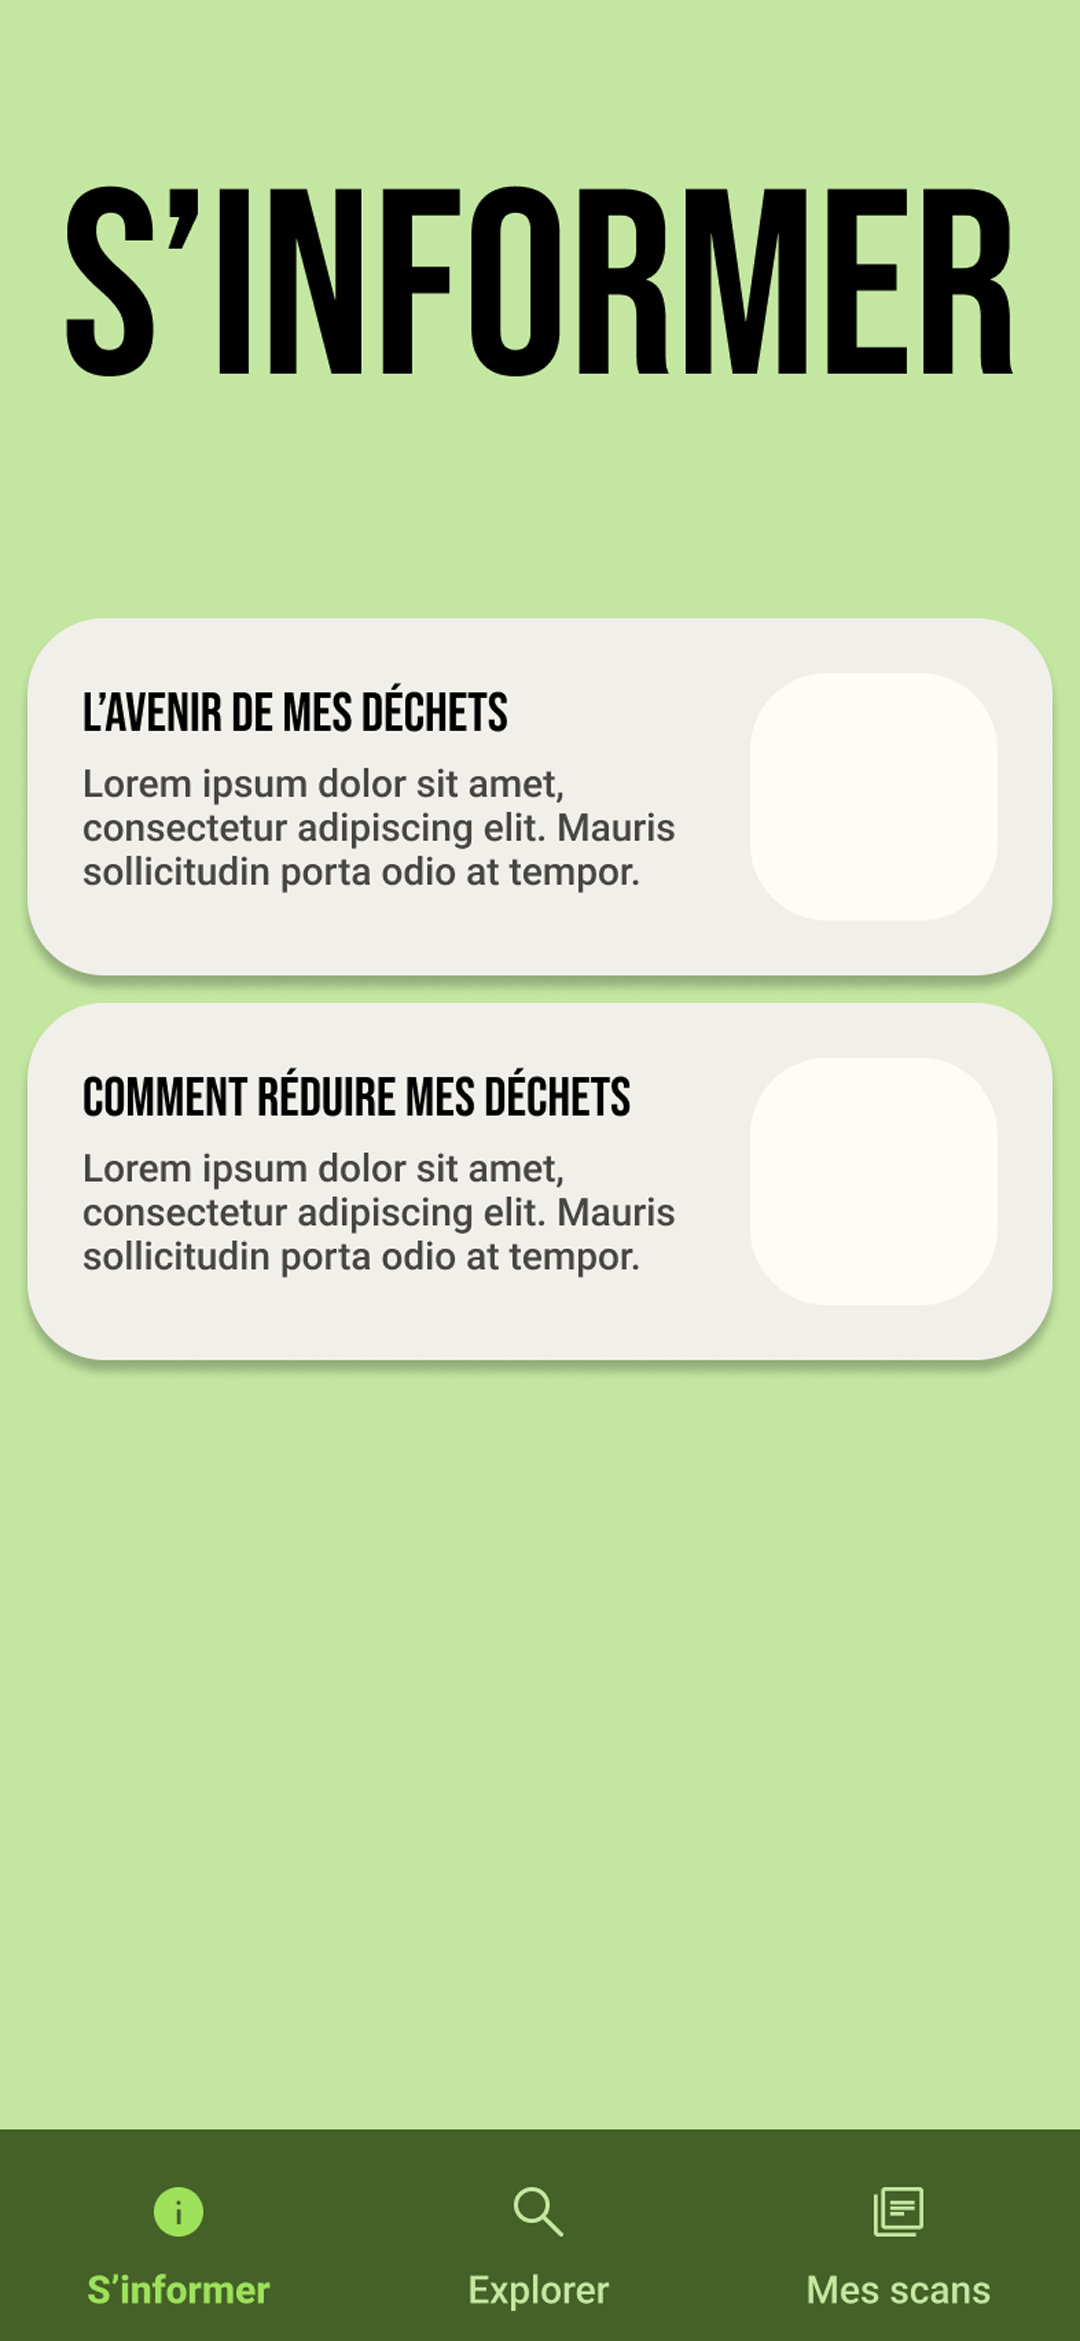 S’INFORMER
L’AVENIR DE MES DÉCHETS
Lorem ipsum dolor sit amet,
consectetur adipiscing elit. Mauris
sollicitudin porta odio at tempor.
COMMENT RÉDUIRE MES DÉCHETS
Lorem ipsum dolor sit amet,
consectetur adipiscing elit. Mauris
sollicitudin porta odio at tempor.
S’informer
Explorer
Mes scans